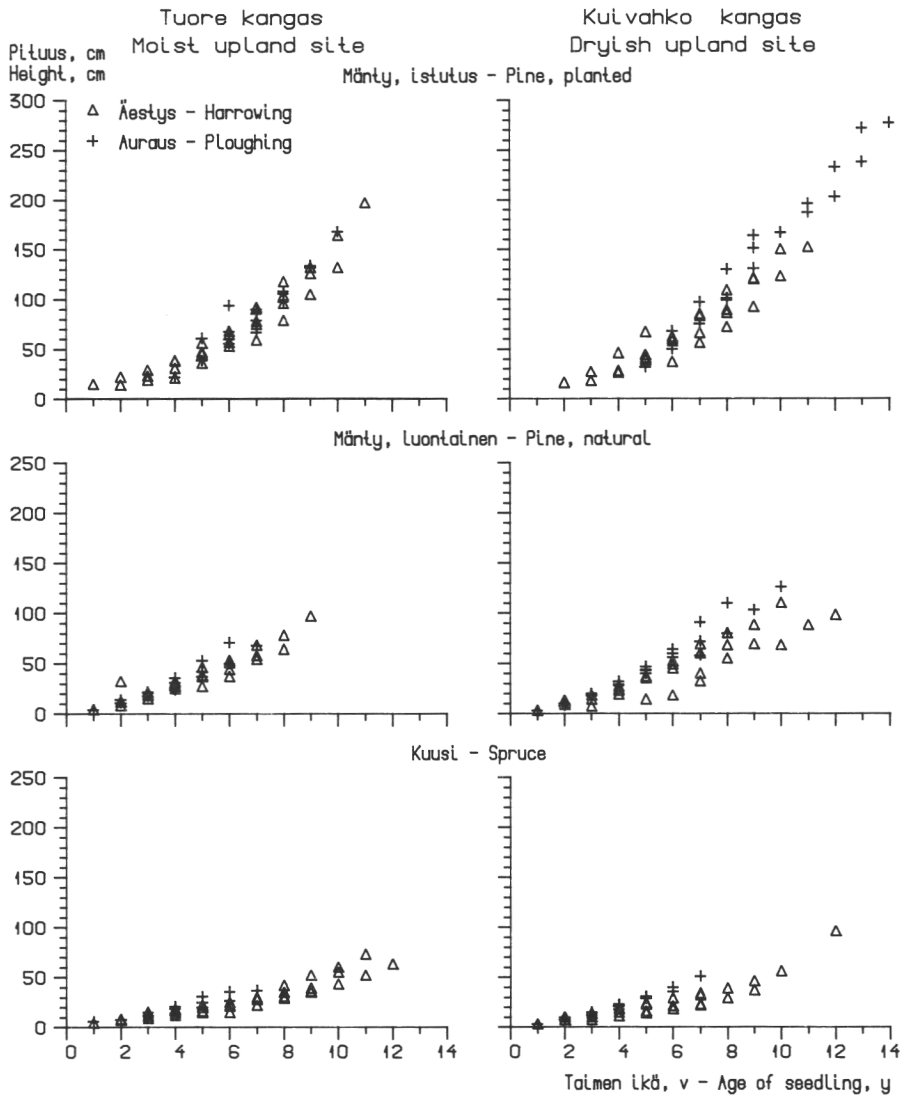 Tuore kangas
Moist upland site
Kuivahko kangas
Dryish upland site
Pituus, cm
Height, cm
Mänty, istutus - Pine, planted
300
250
200
150
100
50
0
△ Äestys - Harrowing
+ Auraus - Ploughing
Mänty, luontainen - Pine, natural
250
200
150
100
50
0
Kuusi - Spruce
250
200
150
100
50
0
0 2 4 6 8 10 12 14
0 2 4 6 8 10 12 14
Taimen ikä, v - Age of seedling, y